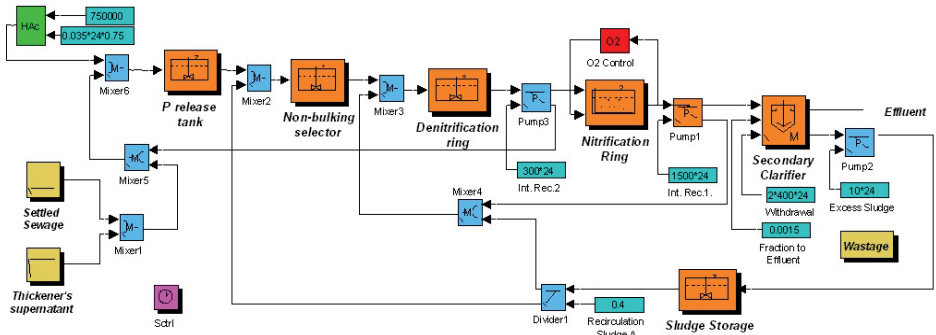 HAc
750000
0.035*24*0.75
M-
Mixer6
P release
tank
M-
Mixer2
Non-bulking
selector
M-
Mixer3
Denitrification
ring
P
Pump3
O2
O2 Control
Nitrification
Ring
P
Pump1
M
Secondary
Clarifier
Effluent
P
Pump2
M
Mixer5
300*24
Int. Rec.2
1500*24
Int. Rec.1.
2*400*24
Withdrawal
10*24
Excess Sludge
0.0015
Fraction to
Effluent
Wastage
Settled
Sewage
M-
Mixer1
Mixer4
M
Thickener's
supernatant
Sctrl
Divider1
0.4
Recirculation
Sludge A
Sludge Storage